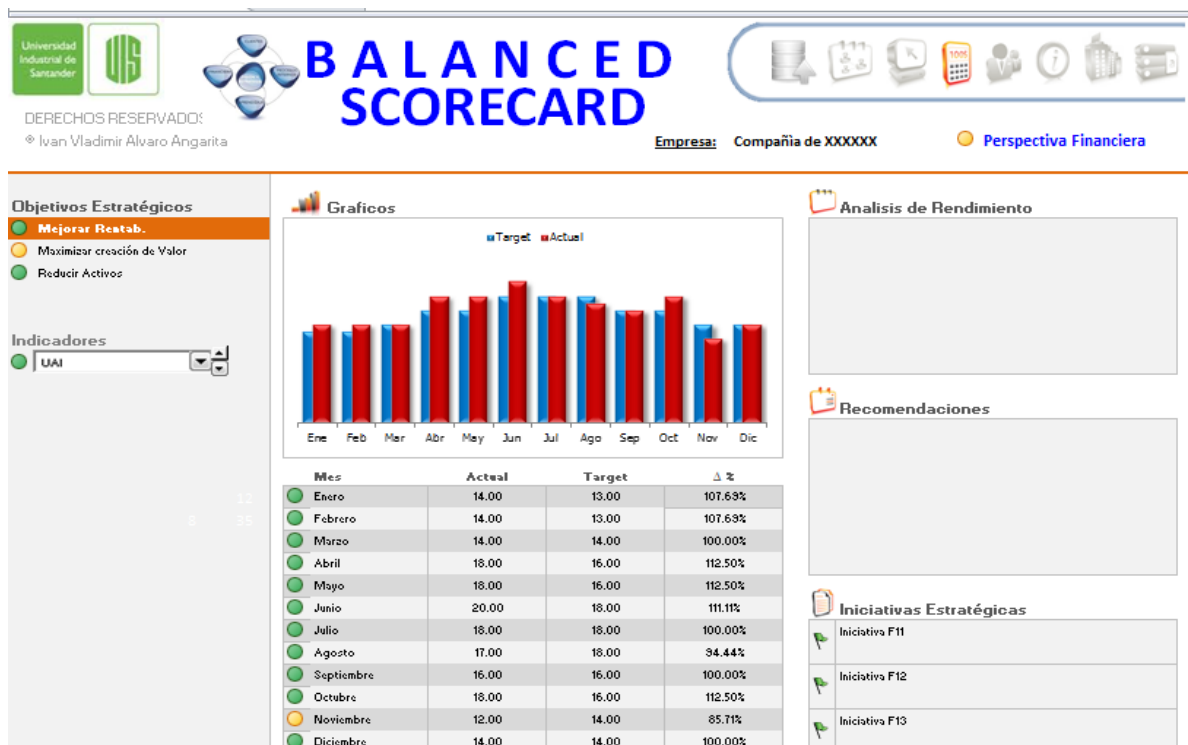 Universidad
Industrial de
Santander
UIS
BALANCED
SCORECARD
DERECHOS RESERVADOS
® Ivan Vladimir Alvaro Angarita
Empresa: Compañìa de XXXXXX
Perspectiva Financiera
Objetivos Estratégicos
Mejorar Rentab.
Maximizar creación de Valor
Reducir Activos
Indicadores
UAI
12
8 35
Graficos
Target Actual
Ene Feb Mar Abr May Jun Jul Ago Sep Oct Nov Dic
Mes Actual Target Δ %
Enero 14.00 13.00 107.69%
Febrero 14.00 13.00 107.69%
Marzo 14.00 14.00 100.00%
Abril 18.00 16.00 112.50%
Mayo 18.00 16.00 112.50%
Junio 20.00 18.00 111.11%
Julio 18.00 18.00 100.00%
Agosto 17.00 18.00 94.44%
Septiembre 16.00 16.00 100.00%
Octubre 18.00 16.00 112.50%
Noviembre 12.00 14.00 85.71%
Diciembre 14.00 14.00 100.00%
Analisis de Rendimiento
Recomendaciones
Iniciativas Estratégicas
Iniciativa F11
Iniciativa F12
Iniciativa F13